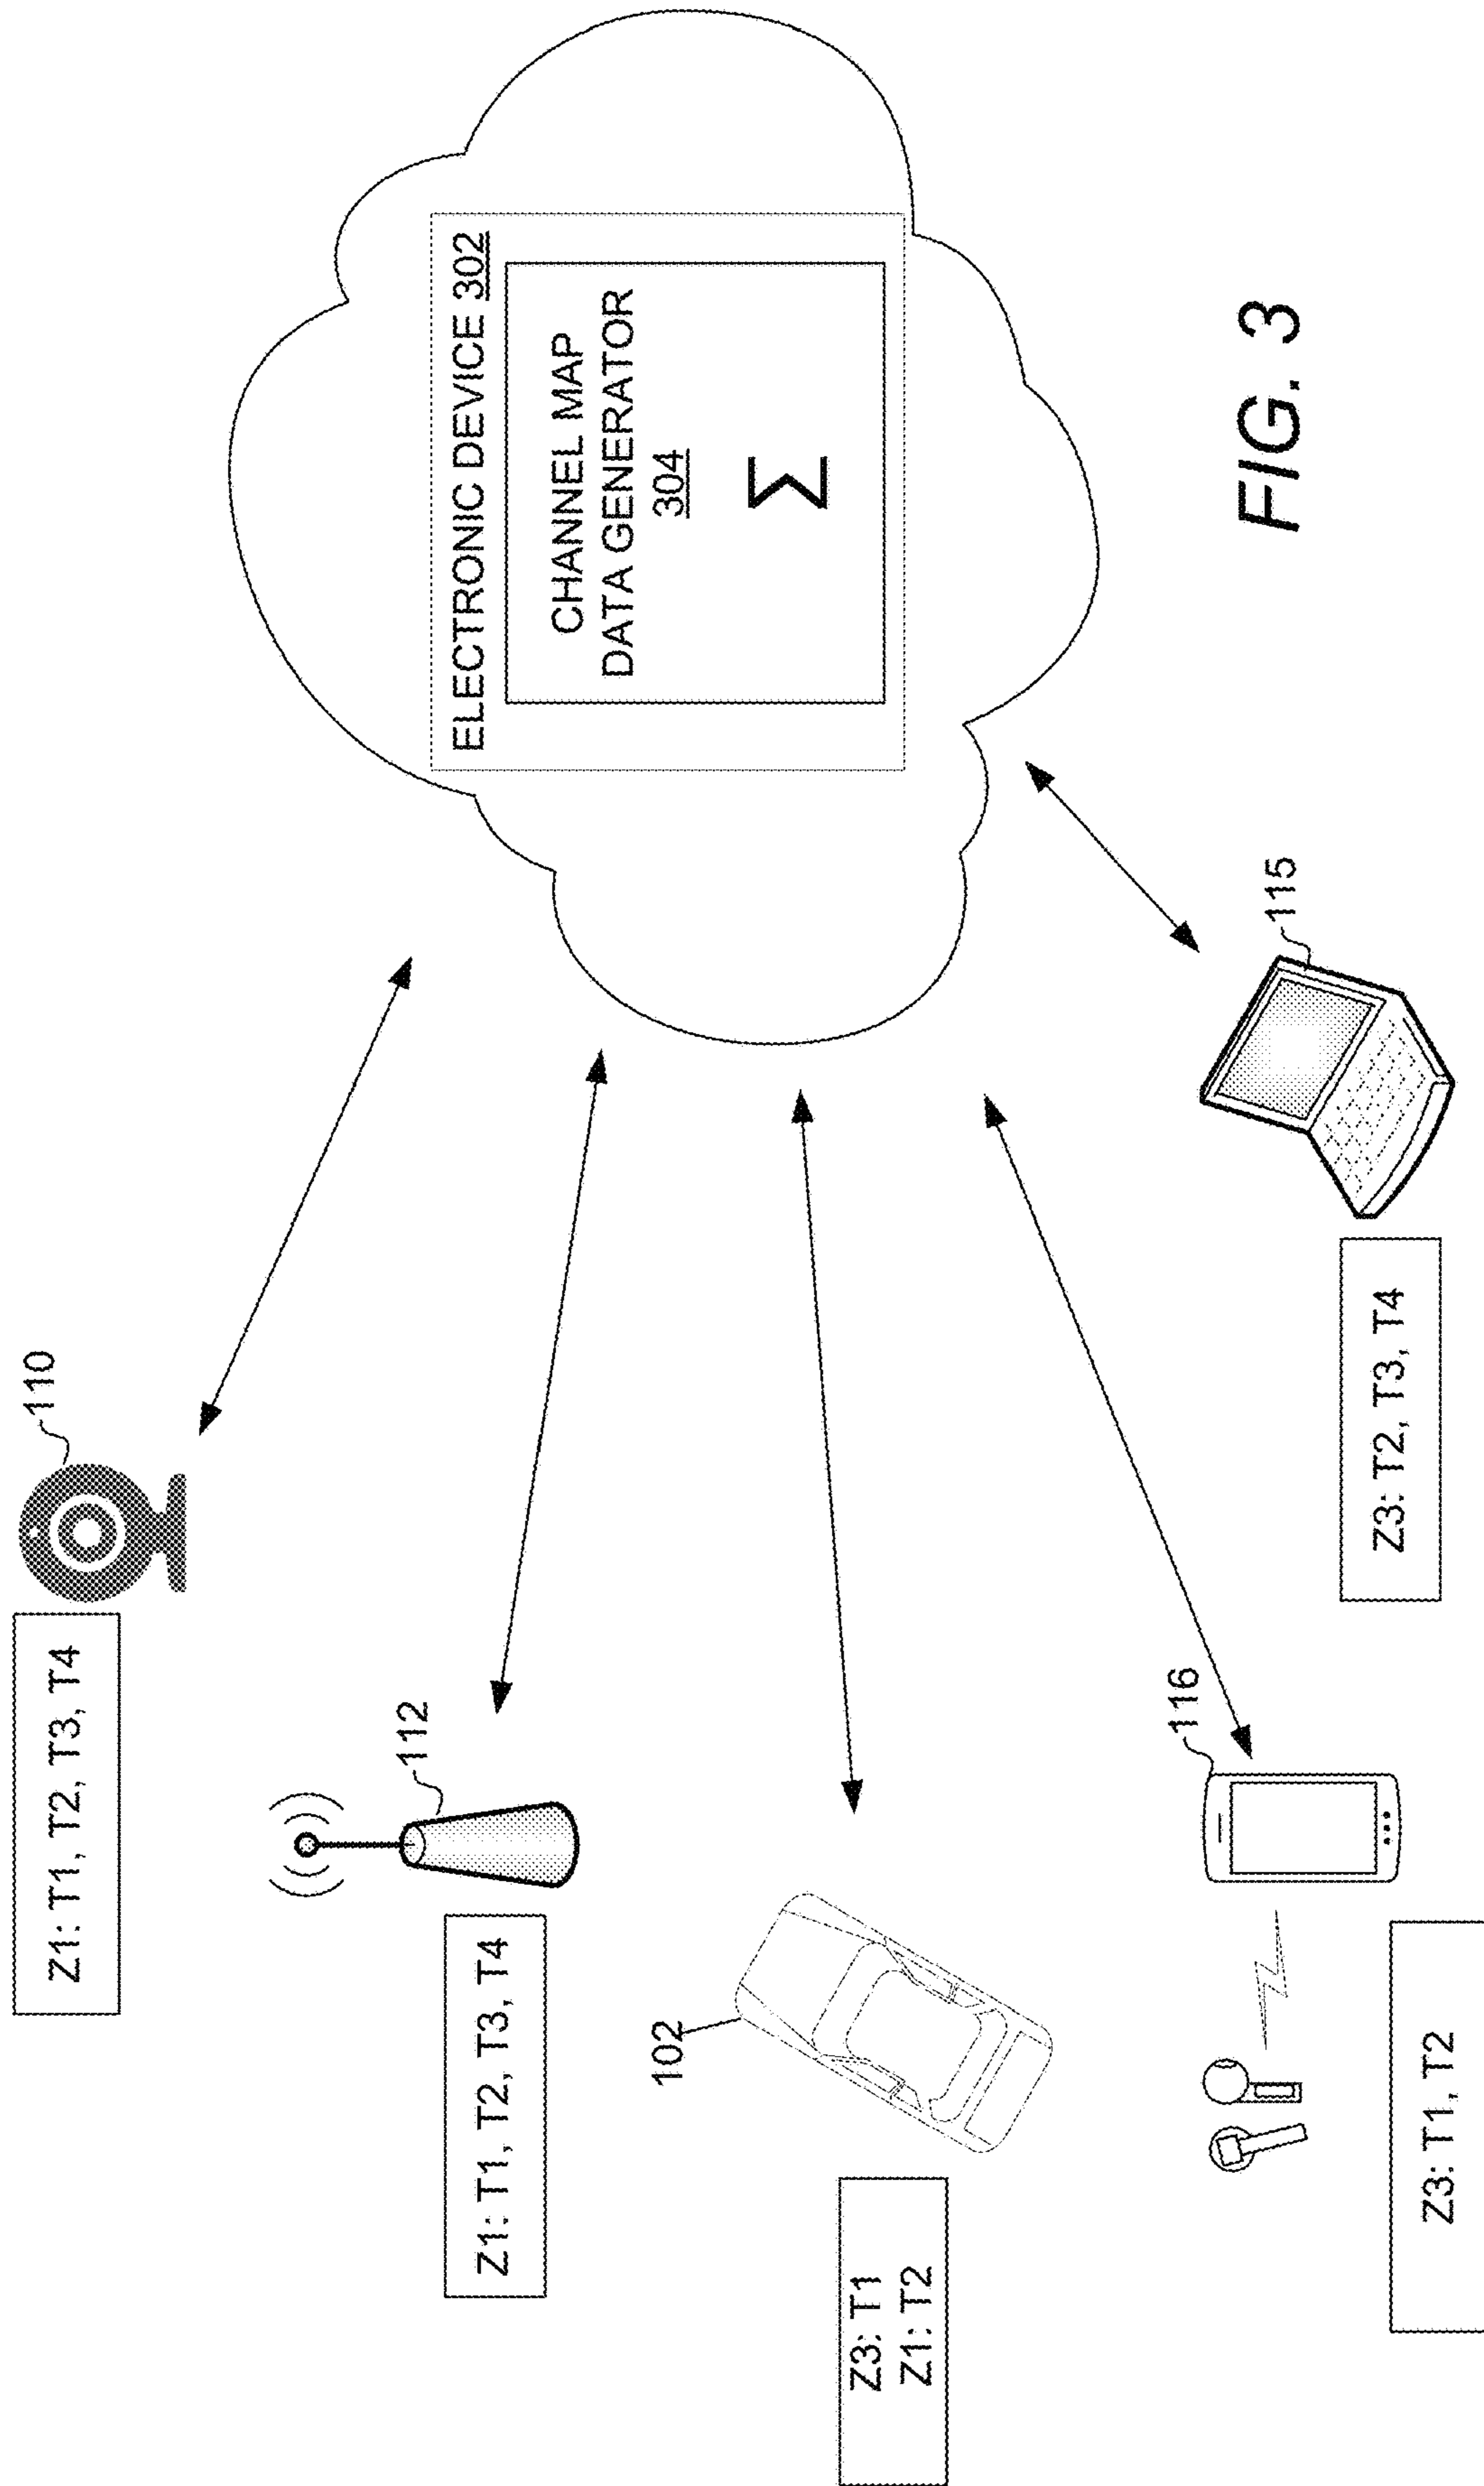 110
Z1: T1, T2, T3, T4
112
Z1: T1, T2, T3, T4
102
Z3: T1
Z1: T2
116
Z3: T1, T2
115
Z3: T2, T3, T4
ELECTRONIC DEVICE 302
CHANNEL MAP
DATA GENERATOR
304
Σ
FIG. 3